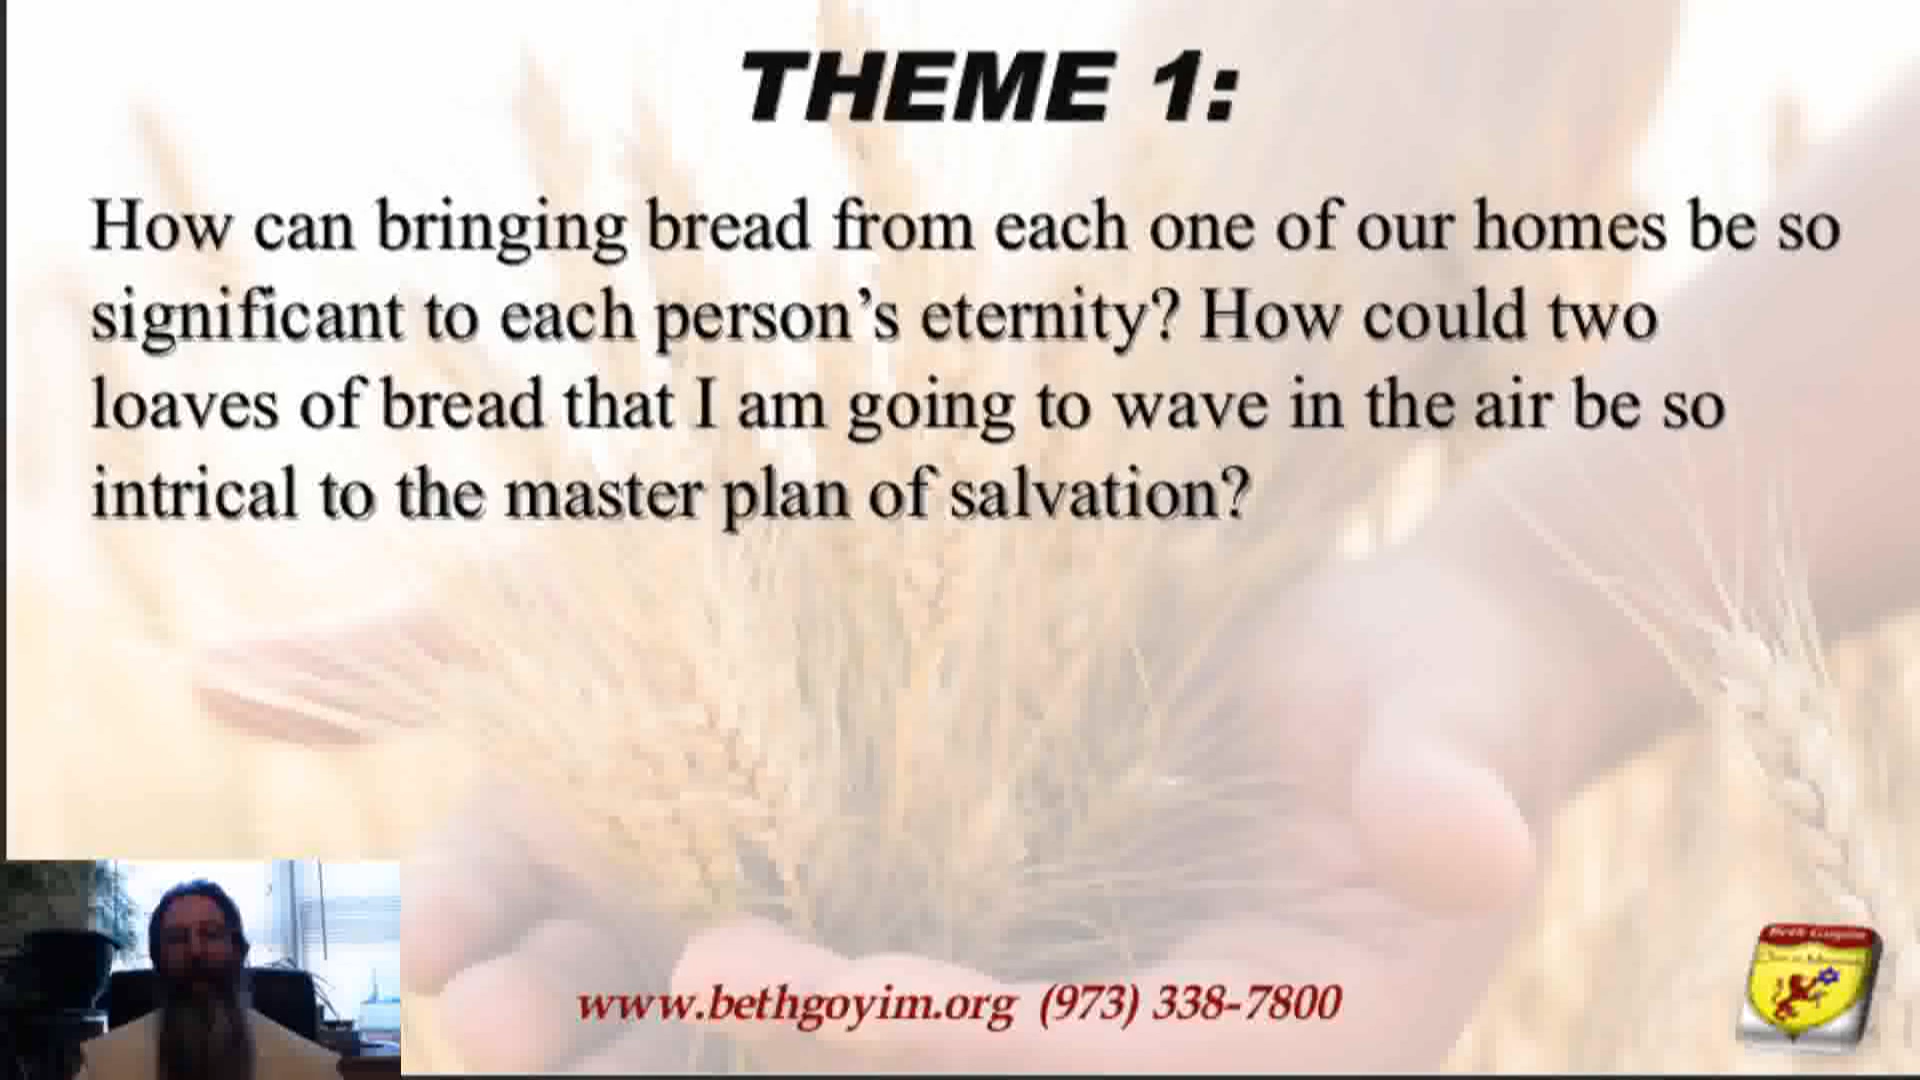 THEME 1:
How can bringing bread from each one of our homes be so
significant to each person's eternity? How could two
loaves of bread that I am going to wave in the air be so
intrical to the master plan of salvation?
www.bethgoyim.org (973) 338-7800
Beth Goyim